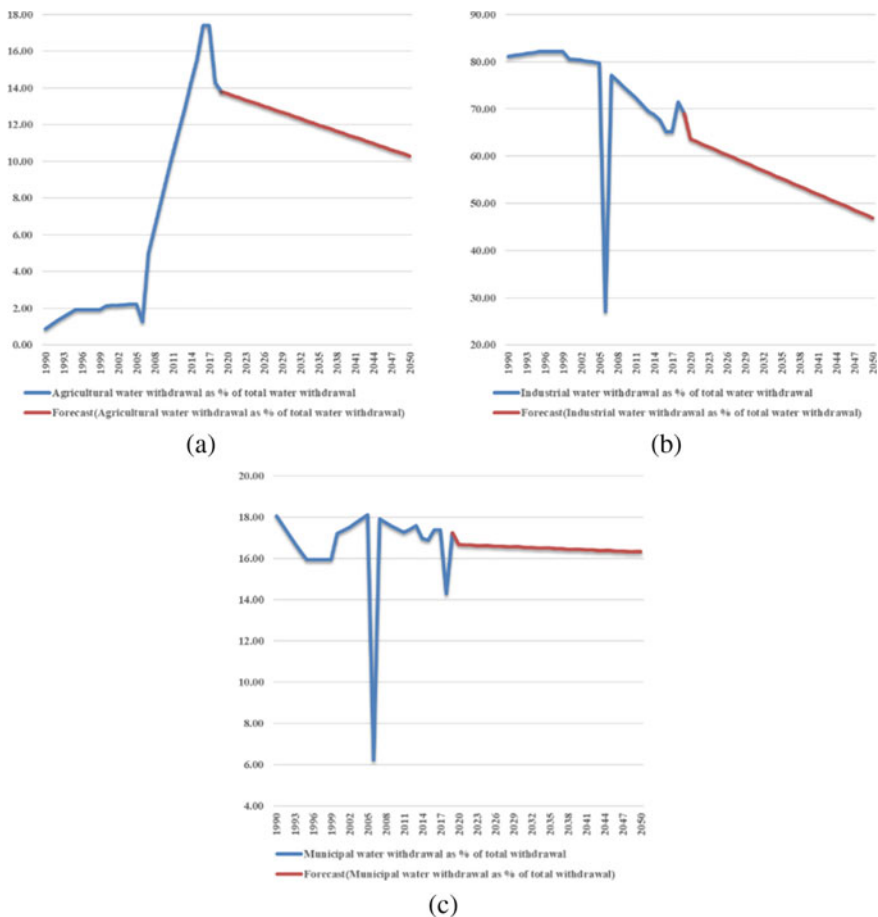 18.00
16.00
14.00
12.00
10.00
8.00
6.00
4.00
2.00
0.00
1990 1993 1996 1999 2002 2005 2008 2011 2014 2017 2020 2023 2026 2029 2032 2035 2038 2041 2044 2047 2050
Agricultural water withdrawal as % of total water withdrawal
Forecast(Agricultural water withdrawal as % of total water withdrawal)
(a)
90.00
80.00
70.00
60.00
50.00
40.00
30.00
20.00
1990 1993 1996 1999 2002 2005 2008 2011 2014 2017 2020 2023 2026 2029 2032 2035 2038 2041 2044 2047 2050
Industrial water withdrawal as % of total water withdrawal
Forecast(Industrial water withdrawal as % of total water withdrawal)
(b)
20.00
18.00
16.00
14.00
12.00
10.00
8.00
6.00
4.00
1990 1993 1996 1999 2002 2005 2008 2011 2014 2017 2020 2023 2026 2029 2032 2035 2038 2041 2044 2047 2050
Municipal water withdrawal as % of total withdrawal
Forecast(Municipal water withdrawal as % of total withdrawal)
(c)